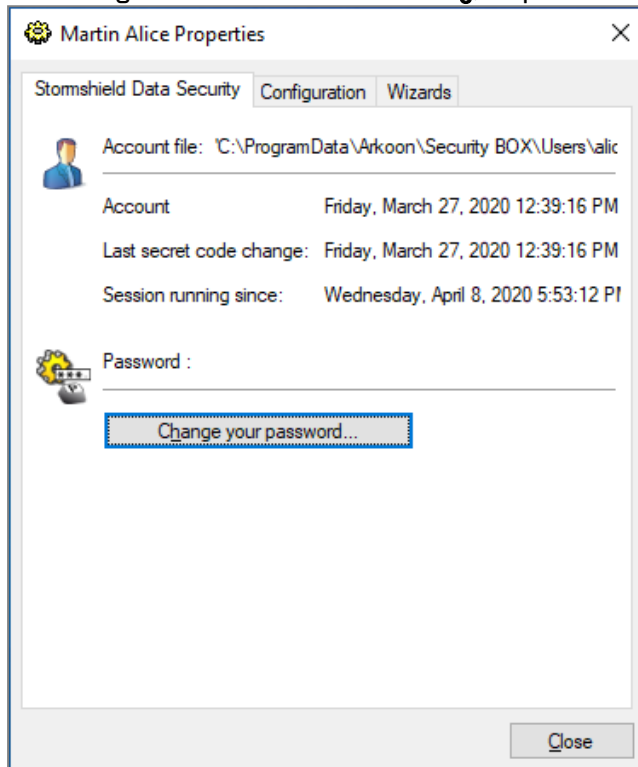 Martin Alice Properties
Stormshield Data Security Configuration Wizards
Account file: 'C:\ProgramData\Arkoon\Security BOX\Users\alic
Account Friday, March 27, 2020 12:39:16 PM
Last secret code change: Friday, March 27, 2020 12:39:16 PM
Session running since: Wednesday, April 8, 2020 5:53:12 P
Password :
Change your password...
Close